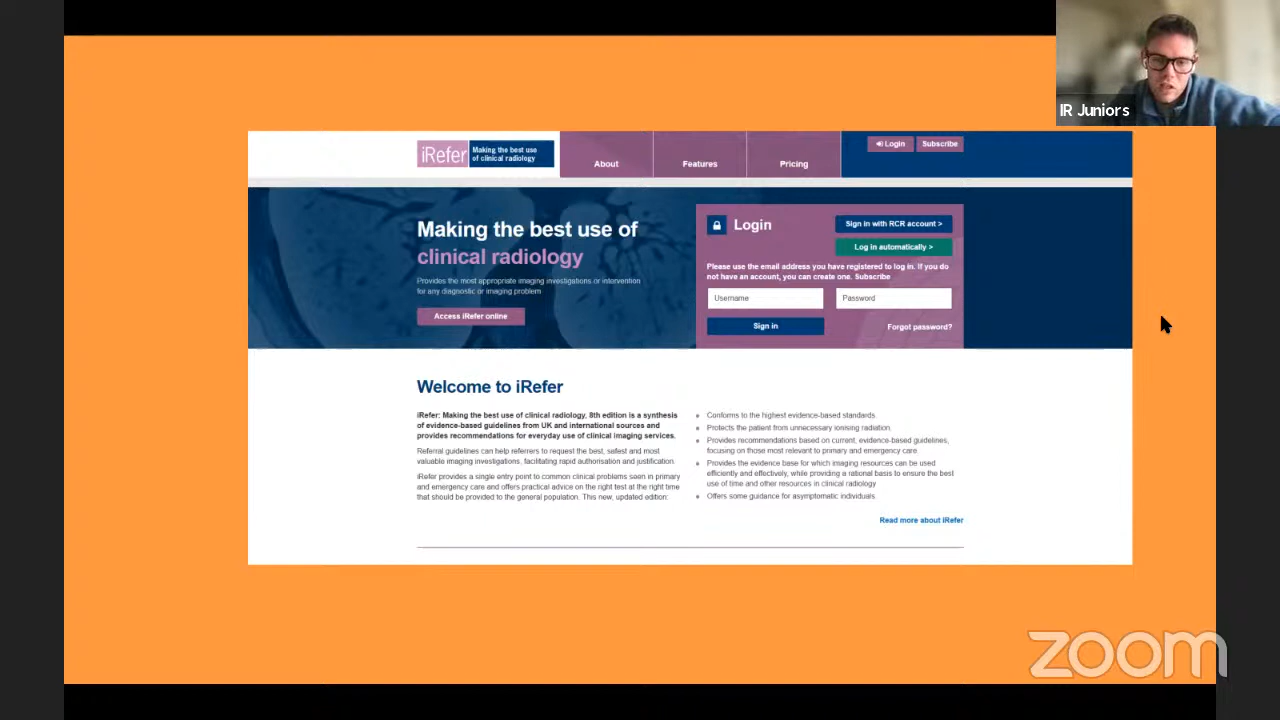 IR Juniors
iRefer
Making the best use
of clinical radiology
About
Features
Pricing
Login
Subscribe
Making the best use of
clinical radiology
Provides the most appropriate imaging investigations or intervention
for any diagnostic or imaging problem
Access iRefer online
Login
Sign in with RCR account >
Log in automatically >
Please use the email address you have registered to log in. If you do
not have an account, you can create one. Subscribe
Username
Password
Sign in
Forgot password?
Welcome to iRefer
iRefer: Making the best use of clinical radiology, 8th edition is a synthesis
of evidence-based guidelines from UK and international sources and
provides recommendations for everyday use of clinical imaging services.
Referral guidelines can help referrers to request the best, safest and most
valuable imaging investigations, facilitating rapid authorisation and justification.
iRefer provides a single entry point to common clinical problems seen in primary
and emergency care and offers practical advice on the right test at the right time
that should be provided to the general population. This new, updated edition:
Conforms to the highest evidence-based standards.
Protects the patient from unnecessary ionising radiation.
Provides recommendations based on current, evidence-based guidelines,
focusing on those most relevant to primary and emergency care
Provides the evidence base for which imaging resources can be used
efficiently and effectively, while providing a rational basis to ensure the best
use of time and other resources in clinical radiology
Offers some guidance for asymptomatic individuals
Read more about iRefer
zoom